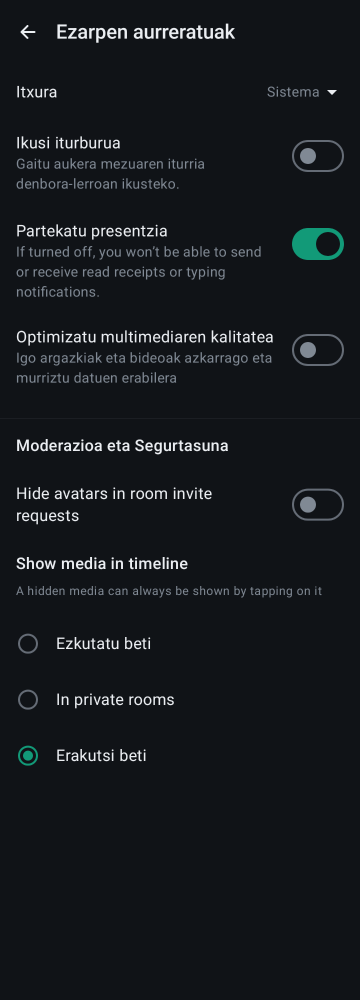 Ezarpen aurreratuak
Itxura
Sistema
Ikusi iturburua
Gaitu aukera mezuaren iturria
denbora-lerroan ikusteko.
Partekatu presentzia
If turned off, you won't be able to send
or receive read receipts or typing
notifications.
Optimizatu multimediaren kalitatea
Igo argazkiak eta bideoak azkarrago eta
murriztu datuen erabilera
Moderazioa eta Segurtasuna
Hide avatars in room invite
requests
Show media in timeline
A hidden media can always be shown by tapping on it
Ezkutatu beti
In private rooms
Erakutsi beti